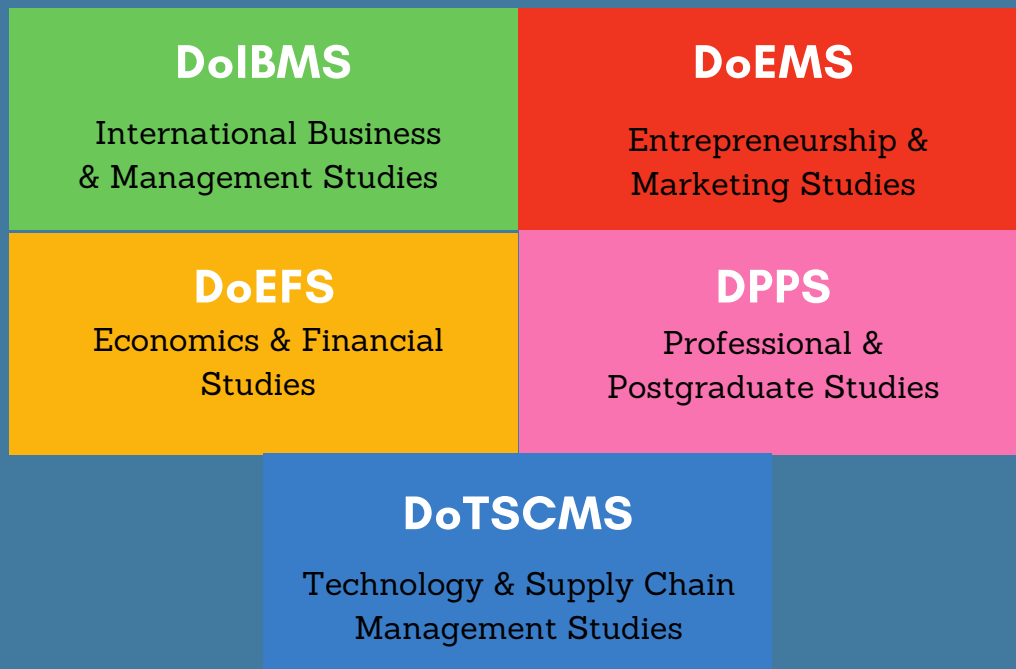 DoIBMS
International Business
& Management Studies
DoEMS
Entrepreneurship &
Marketing Studies
DoEFS
Economics & Financial
Studies
DPPS
Professional &
Postgraduate Studies
DoTSCMS
Technology & Supply Chain
Management Studies